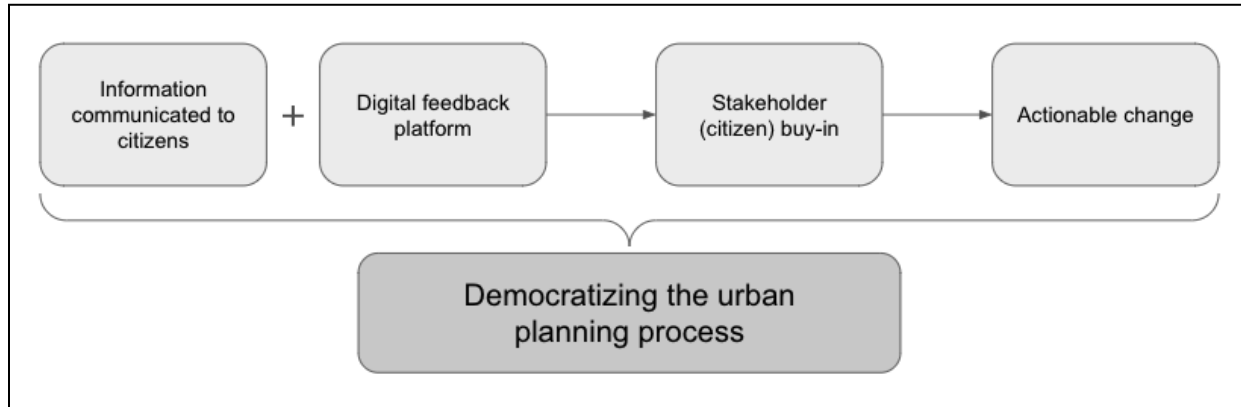 Information
communicated to
citizens
+
Digital feedback
platform
Stakeholder
(citizen) buy-in
Actionable change
Democratizing the urban
planning process